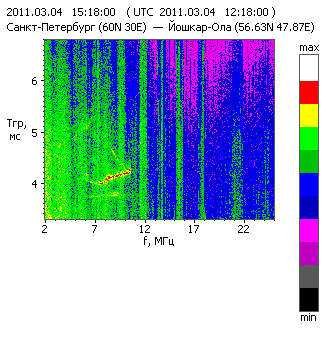 2011.03.04 15:18:00 (UTC 2011.03.04 12:18:00)
Санкт-Петербург (60N 30E) — Йошкар-Ола (56.63N 47.87E)
max
6
Tгр,
мс
5
4
2 7 12 17 22
f, МГц
min